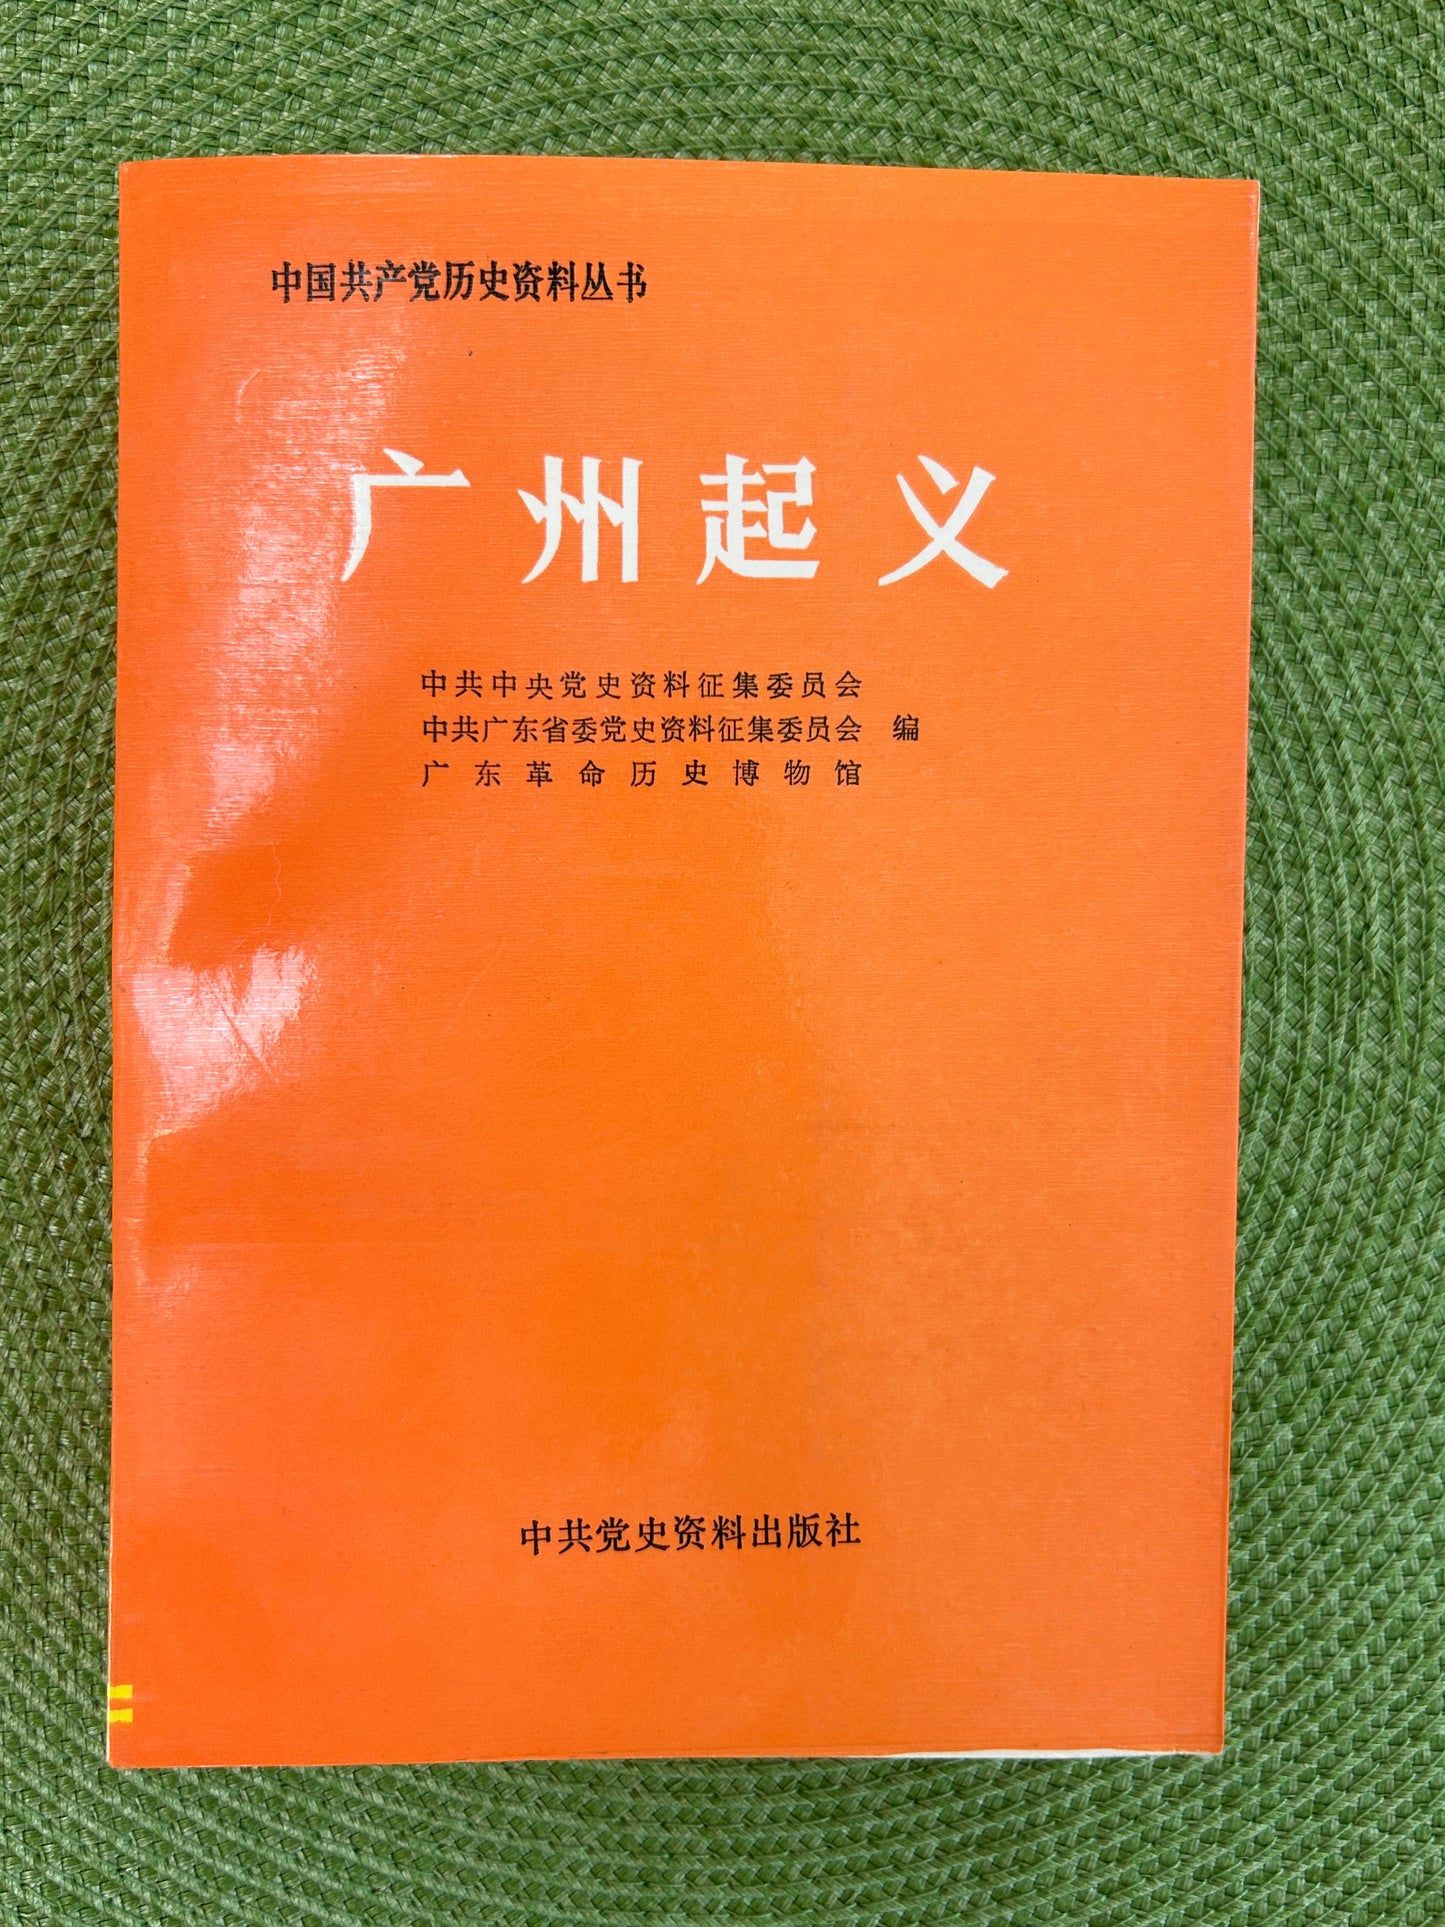 中国共产党历史资料丛书
广州起义
中共中央党史资料征集委员会
中共广东省委党史资料征集委员会 编
广东革命历史博物馆
中共党史资料出版社